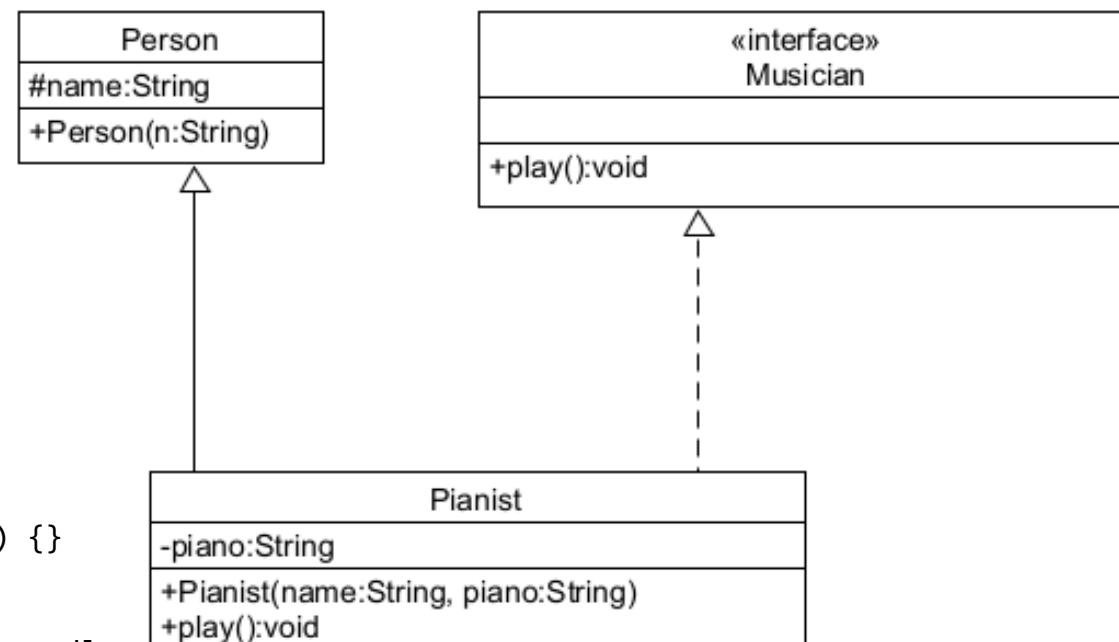 Person
#name:String
+Person(n:String)
«interface»
Musician
+play():void
Pianist
-piano:String
+Pianist(name:String, piano:String)
+play():void
) {}